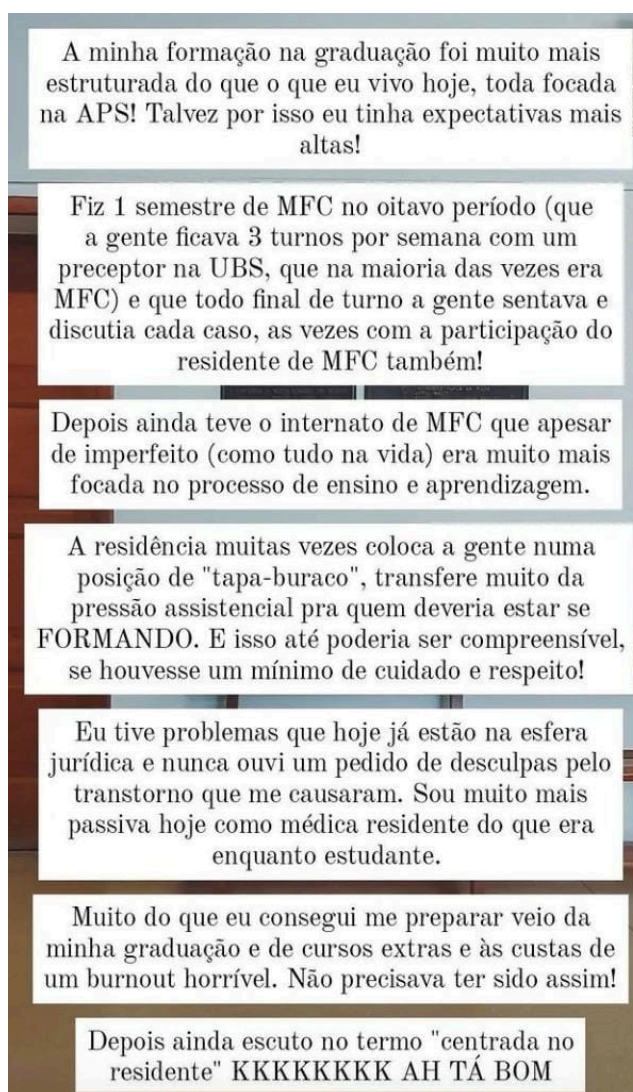 A minha formação na graduação foi muito mais
estruturada do que o que eu vivo hoje, toda focada
na APS! Talvez por isso eu tinha expectativas mais
altas!
Fiz 1 semestre de MFC no oitavo período (que
a gente ficava 3 turnos por semana com um
preceptor na UBS, que na maioria das vezes era
MFC) e que todo final de turno a gente sentava e
discutia cada caso, as vezes com a participação do
residente de MFC também!
Depois ainda teve o internato de MFC que apesar
de imperfeito (como tudo na vida) era muito mais
focada no processo de ensino e aprendizagem.
A residência muitas vezes coloca a gente numa
posição de "tapa-buraco", transfere muito da
pressão assistencial pra quem deveria estar se
FORMANDO. E isso até poderia ser compreensível,
se houvesse um mínimo de cuidado e respeito!
Eu tive problemas que hoje já estão na esfera
jurídica e nunca ouvi um pedido de desculpas pelo
transtorno que me causaram. Sou muito mais
passiva hoje como médica residente do que era
enquanto estudante.
Muito do que eu consegui me preparar veio da
minha graduação e de cursos extras e às custas de
um burnout horrível. Não precisava ter sido assim!
Depois ainda escuto no termo "centrada no
residente" KKKKKKKK AH TÁ BOM